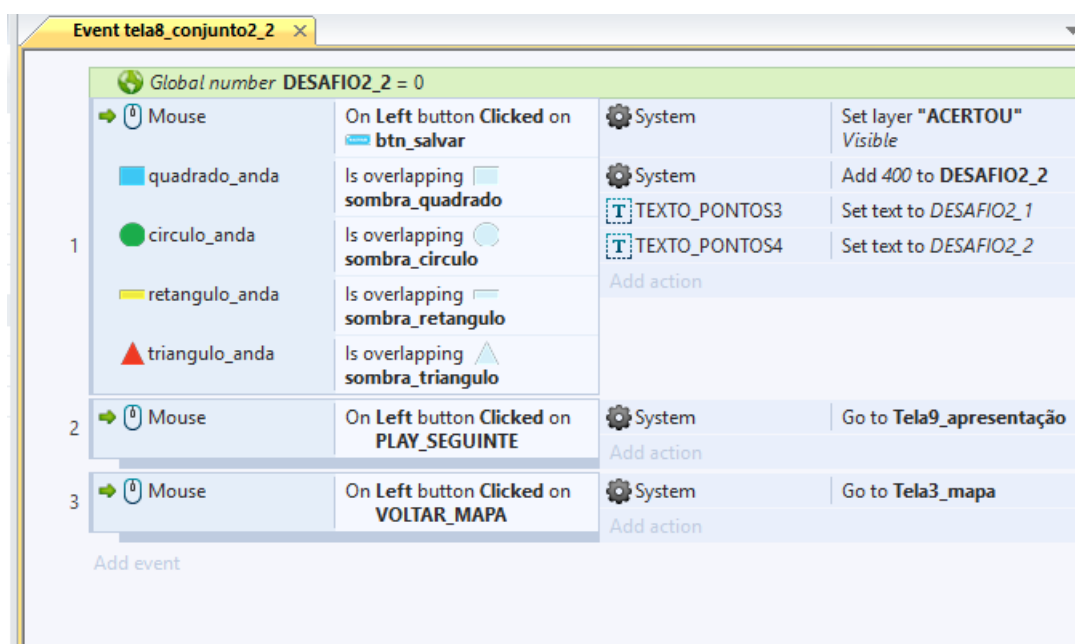 Event tela8_conjunto2_2
Global number DESAFIO2_2 = 0
1
Mouse
On Left button Clicked on
btn_salvar
quadrado_anda
Is overlapping
sombra_quadrado
circulo_anda
Is overlapping
sombra_circulo
retangulo_anda
Is overlapping
sombra_retangulo
triangulo_anda
Is overlapping
sombra_triangulo
System
Set layer "ACERTOU"
Visible
System
Add 400 to DESAFIO2_2
T TEXTO_PONTOS3
Set text to DESAFIO2_1
T TEXTO_PONTOS4
Set text to DESAFIO2_2
Add action
2
Mouse
On Left button Clicked on
PLAY_SEGUINTE
System
Go to Tela9_apresentação
Add action
3
Mouse
On Left button Clicked on
VOLTAR_MAPA
System
Go to Tela3_mapa
Add action
Add event